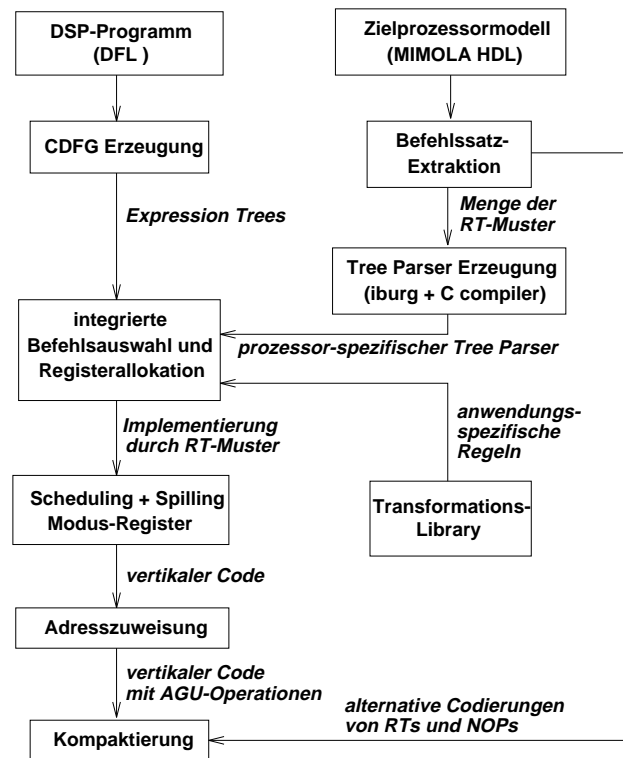 DSP-Programm
(DFL )
Zielprozessormodell
(MIMOLA HDL)
CDFG Erzeugung
Befehlssatz-
Extraktion
Expression Trees
Menge der
RT-Muster
Tree Parser Erzeugung
(iburg + C compiler)
integrierte
Befehlsauswahl und
Registerallokation
prozessor-spezifischer Tree Parser
Implementierung
durch RT-Muster
anwendungs-
spezifische
Regeln
Scheduling + Spilling
Modus-Register
Transformations-
Library
vertikaler Code
Adresszuweisung
vertikaler Code
mit AGU-Operationen
alternative Codierungen
von RTs und NOPs
Kompaktierung